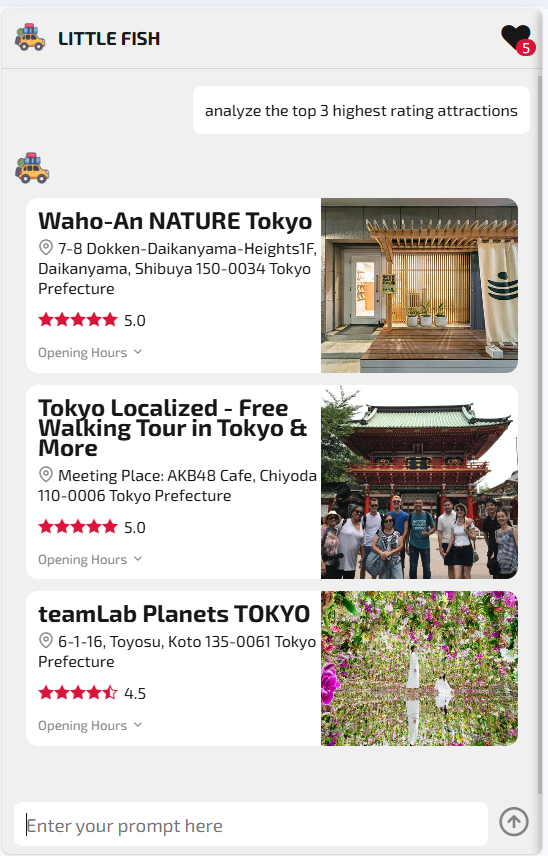 LITTLE FISH
5
analyze the top 3 highest rating attractions
Waho-An NATURE Tokyo
7-8 Dokken-Daikanyama-Heights1F,
Daikanyama, Shibuya 150-0034 Tokyo
Prefecture
5.0
Opening Hours
Tokyo Localized - Free
Walking Tour in Tokyo &
More
Meeting Place: AKB48 Cafe, Chiyoda
110-0006 Tokyo Prefecture
5.0
Opening Hours
teamLab Planets TOKYO
6-1-16, Toyosu, Koto 135-0061 Tokyo
Prefecture
4.5
Opening Hours
Enter your prompt here